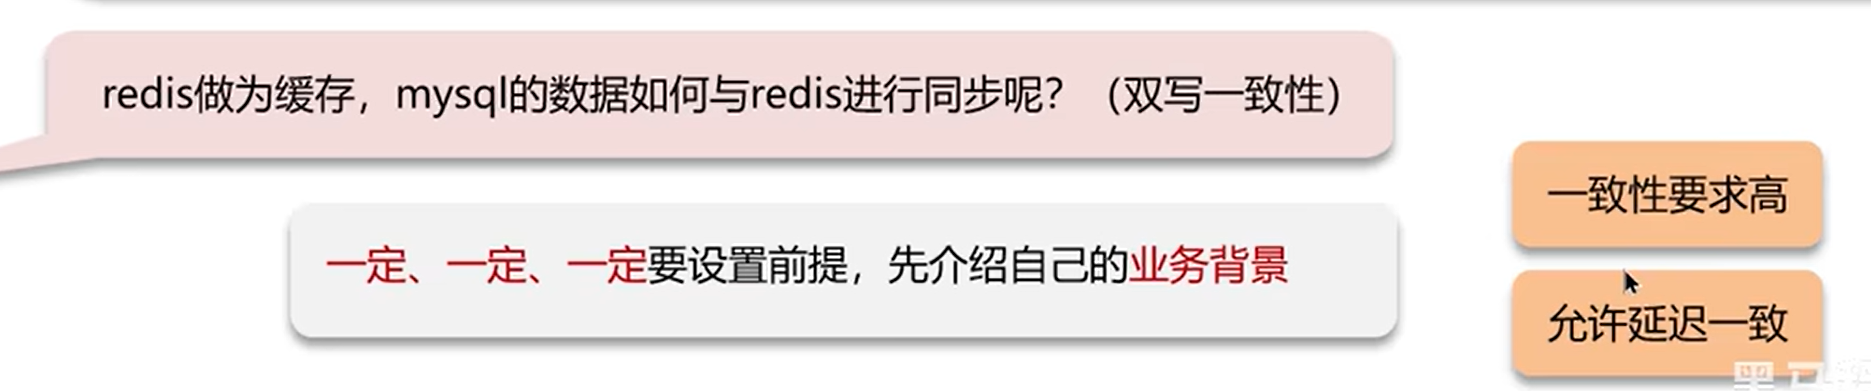 redis做为缓存，mysql的数据如何与redis进行同步呢？（双写一致性）
一致性要求高
一定、一定、一定要设置前提，先介绍自己的业务背景
允许延迟一致